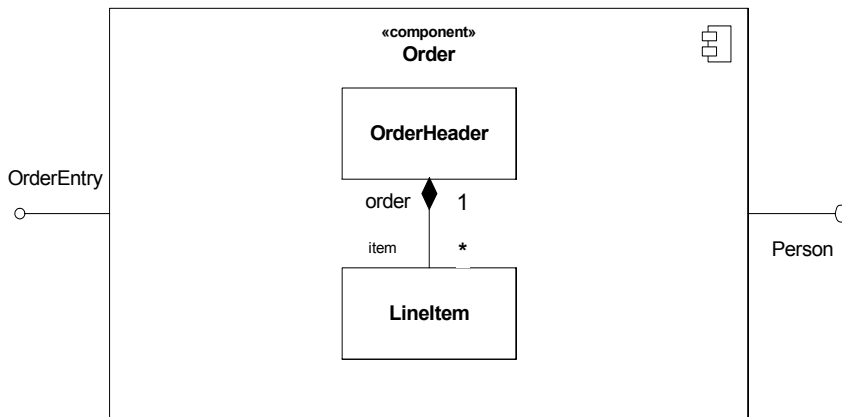 «component»
Order
OrderHeader
OrderEntry
order 1
item *
Person
LineItem